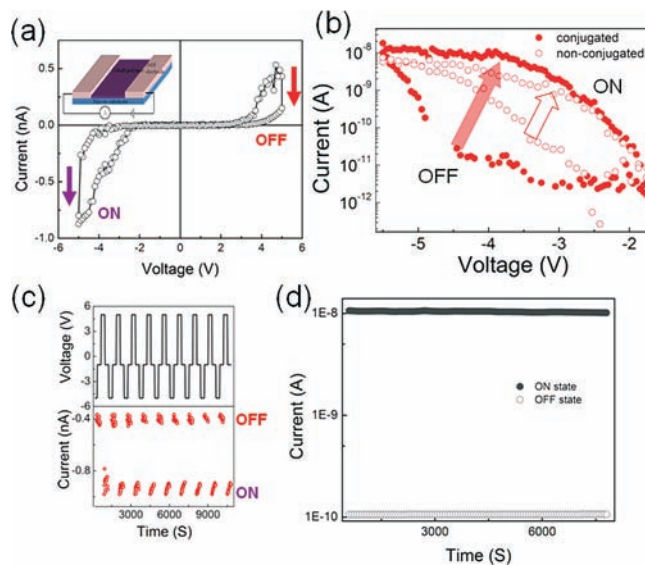 (a)
0.5
0.0
-0.5
-1.0
Current (nA)
OFF
ON
-6 -4 -2 0 2 4 6
Voltage (V)
(b)
conjugated
non-conjugated
10⁻⁸
10⁻⁹
10⁻¹⁰
10⁻¹¹
10⁻¹²
Current (A)
ON
OFF
-5 -4 -3 -2
Voltage (V)
(c)
6
3
0
-3
-6
Voltage (V)
-0.4
-0.8
Current (nA)
OFF
ON
3000 6000 9000
Time (S)
(d)
1E-8
1E-9
1E-10
Current (A)
ON state
OFF state
3000 6000
Time (S)